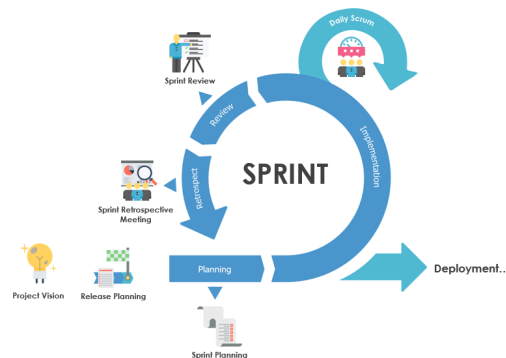 Daily Scrum
Sprint Review
Review
Implementation
SPRINT
Retrospect
Sprint Retrospective
Meeting
Planning
Deployment..
Project Vision
Release Planning
Sprint Planning